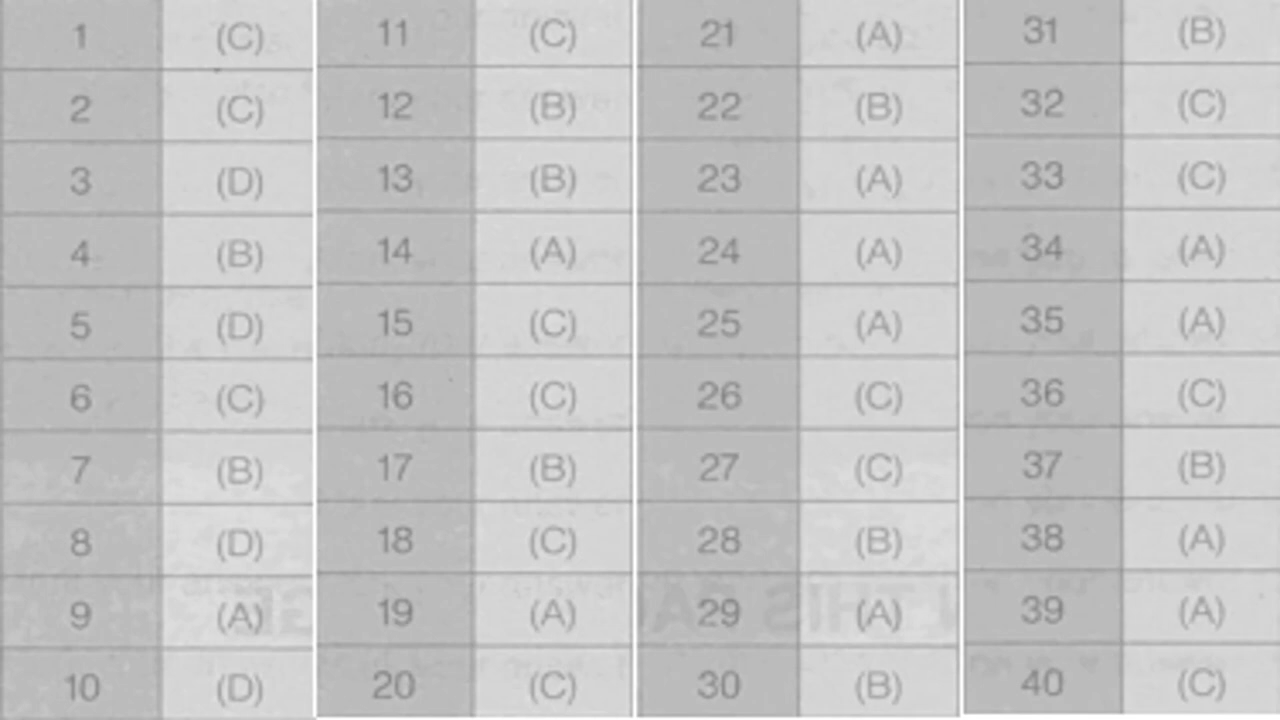 1 (C) 11 (C) 21 (A) 31 (B)
2 (C) 12 (B) 22 (B) 32 (C)
3 (D) 13 (B) 23 (A) 33 (C)
4 (B) 14 (A) 24 (A) 34 (A)
5 (D) 15 (C) 25 (A) 35 (A)
6 (C) 16 (C) 26 (C) 36 (C)
7 (B) 17 (B) 27 (C) 37 (B)
8 (D) 18 (C) 28 (B) 38 (A)
9 (A) 19 (A) 29 (A) 39 (A)
10 (D) 20 (C) 30 (B) 40 (C)